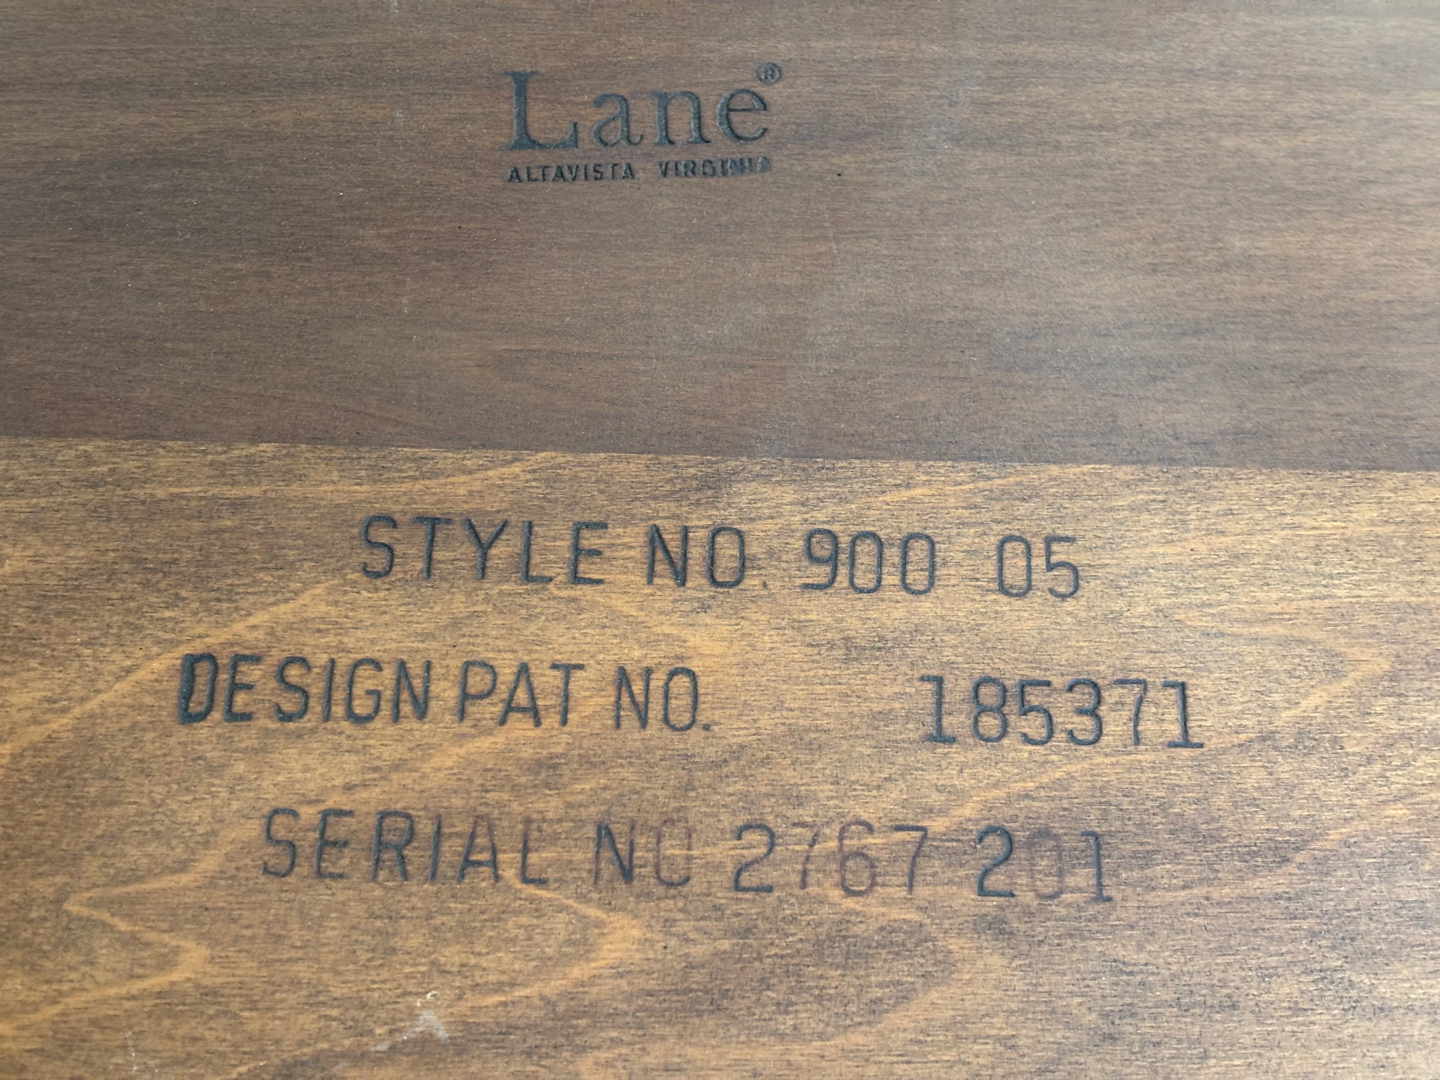 Lane®
ALTAVISTA VIRGINIA
STYLE NO. 900 05
DESIGN PAT NO. 185371
SERIAL NO 2767 201